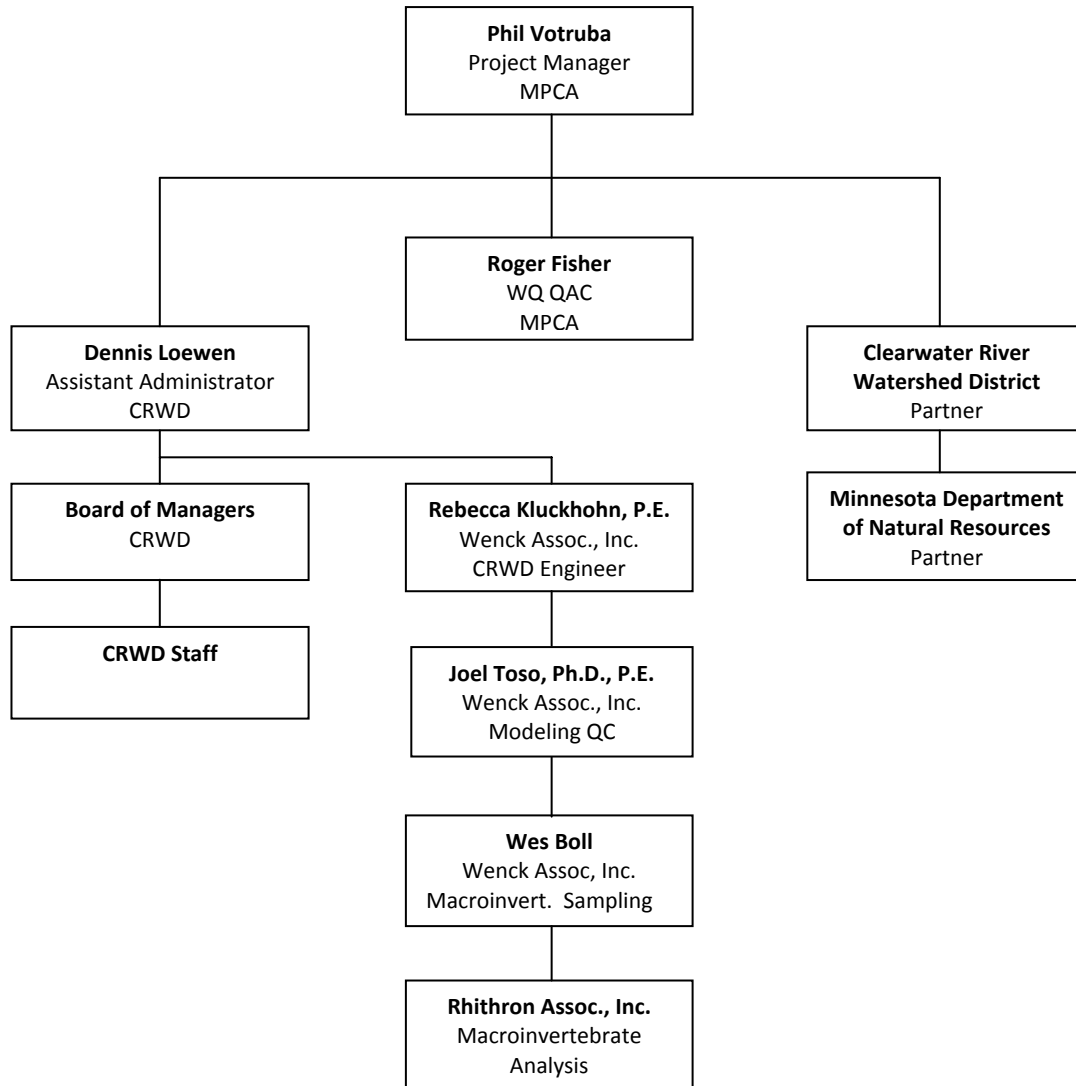 Phil Votruba
Project Manager
MPCA
Roger Fisher
WQ QAC
MPCA
Dennis Loewen
Assistant Administrator
CRWD
Clearwater River
Watershed District
Partner
Board of Managers
CRWD
Rebecca Kluckhohn, P.E.
Wenck Assoc., Inc.
CRWD Engineer
Minnesota Department
of Natural Resources
Partner
CRWD Staff
Joel Toso, Ph.D., P.E.
Wenck Assoc., Inc.
Modeling QC
Wes Boll
Wenck Assoc, Inc.
Macroinvert. Sampling
Rhithron Assoc., Inc.
Macroinvertebrate
Analysis